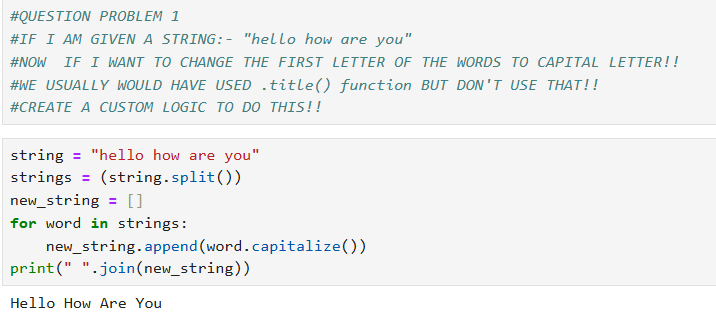 #QUESTION PROBLEM 1
#IF I AM GIVEN A STRING:- "hello how are you"
#NOW  IF I WANT TO CHANGE THE FIRST LETTER OF THE WORDS TO CAPITAL LETTER!!
#WE USUALLY WOULD HAVE USED .title() function BUT DON'T USE THAT!!
#CREATE A CUSTOM LOGIC TO DO THIS!!
string = "hello how are you"
strings = (string.split())
new_string = []
for word in strings:
    new_string.append(word.capitalize())
print(" ".join(new_string))
Hello How Are You